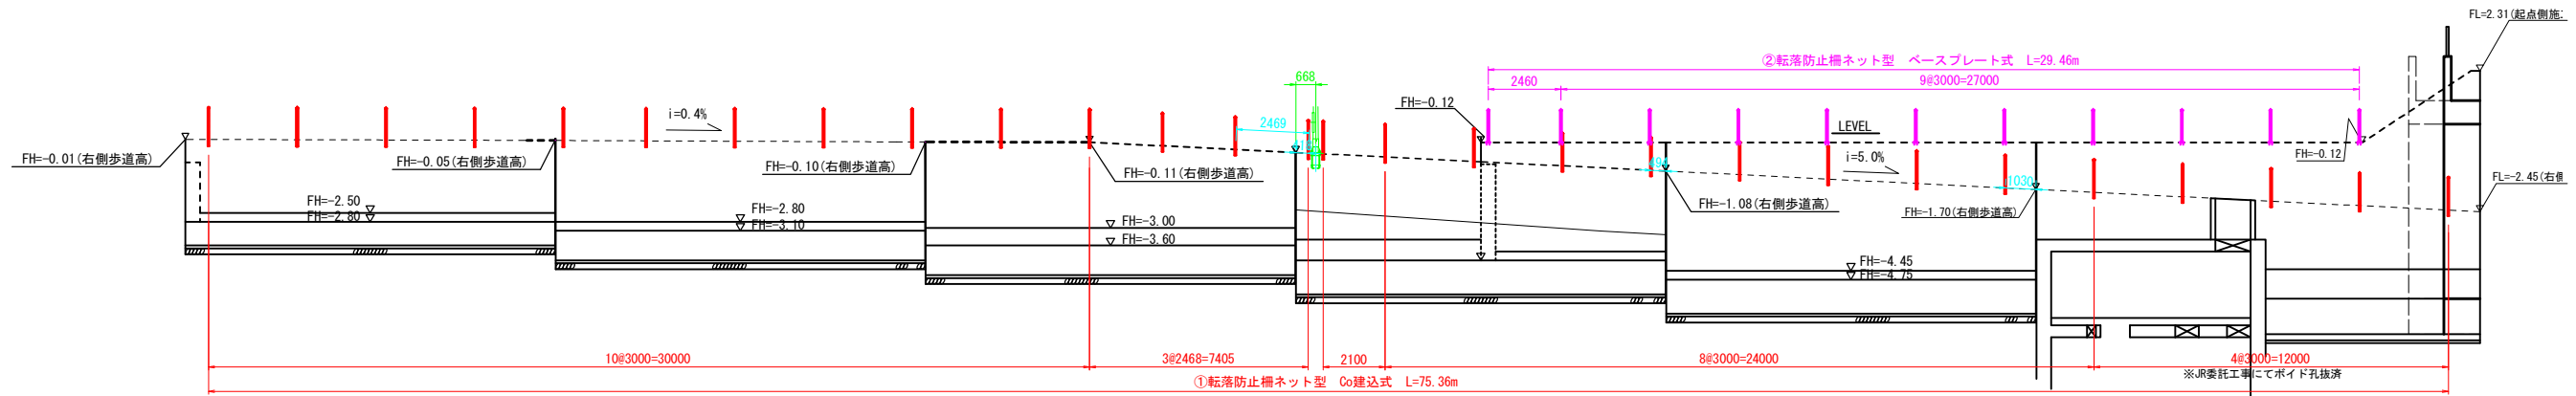 FL=2.31(起点側施工
②転落防止柵ネット型 ベースプレート式 L=29.46m
668
2460
9@3000=27000
FH=-0.12
i=0.4%
2469
LEVEL
FH=-0.01(右側歩道高)
FH=-0.05(右側歩道高)
FH=-0.10(右側歩道高)
FH=-0.11(右側歩道高)
494
i=5.0%
FH=-0.12
1030
FL=-2.45(右側
FH=-1.08(右側歩道高)
FH=-1.70(右側歩道高)
FH=-2.50
FH=-2.80
FH=-2.80
FH=-3.10
FH=-3.00
FH=-3.60
FH=-4.45
FH=-4.75
10@3000=30000
3@2468=7405
2100
8@3000=24000
4@3000=12000
※JR委託工事にてボイド孔抜済
①転落防止柵ネット型 Co建込式 L=75.36m